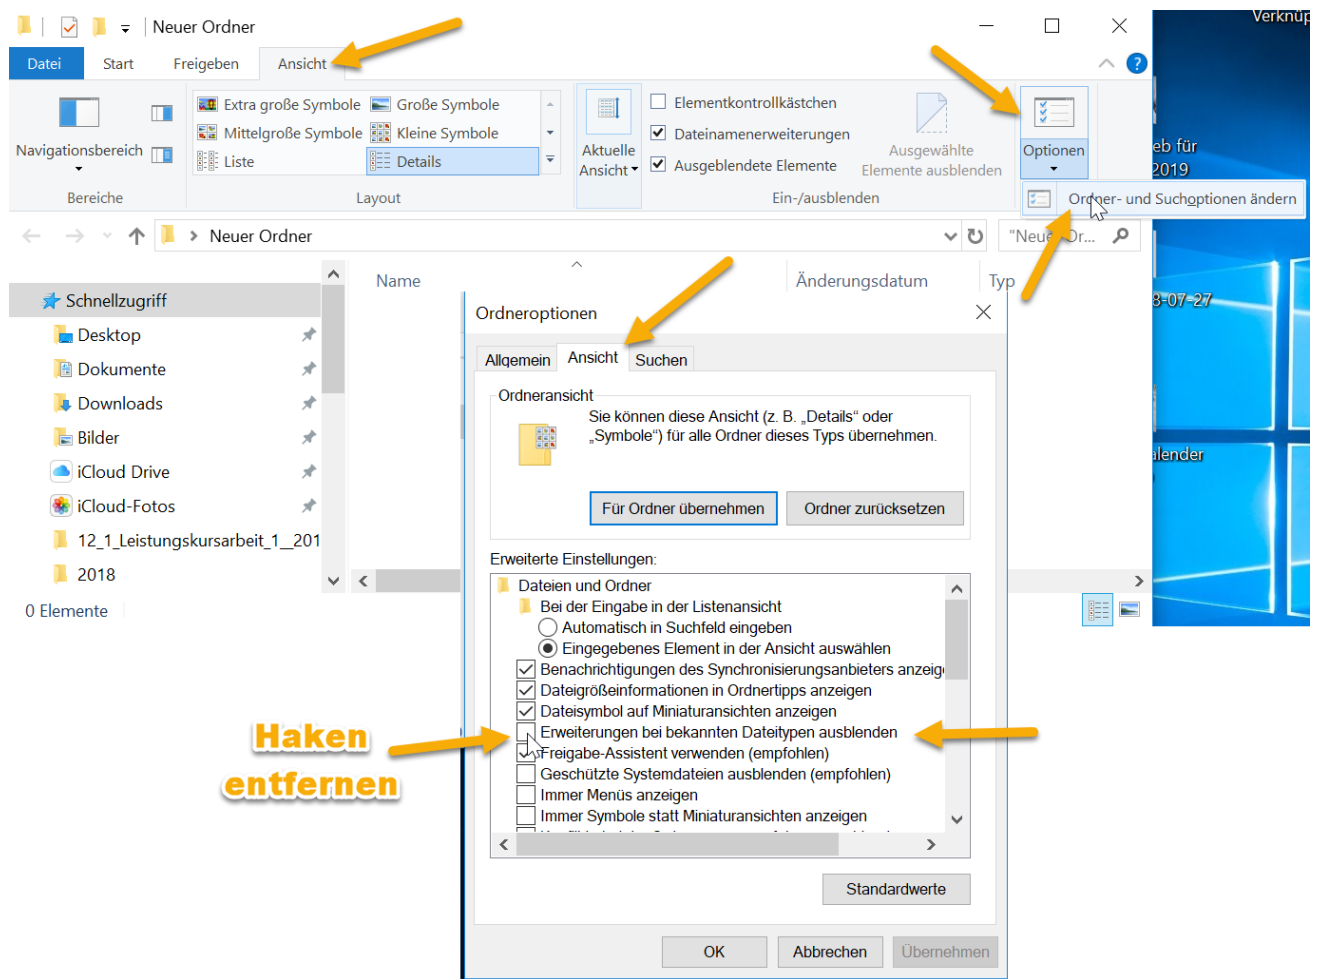 Neuer Ordner
Verknüp
Datei Start Freigeben Ansicht
Extra große Symbole Große Symbole
Mittelgroße Symbole Kleine Symbole
Liste Details
Navigationsbereich
Aktuelle
Ansicht
Elementkontrollkästchen
Dateinamenerweiterungen
Ausgeblendete Elemente
Ausgewählte
Elemente ausblenden
Optionen
eb für
2019
Bereiche Layout Ein-/ausblenden
Ordner- und Suchoptionen ändern
Neuer Ordner
"Neuer Or...
Name Änderungsdatum Typ
8-07-27
alender
Schnellzugriff
Desktop
Dokumente
Downloads
Bilder
iCloud Drive
iCloud-Fotos
12_1_Leistungskursarbeit_1__201
2018
0 Elemente
Ordneroptionen
Allgemein Ansicht Suchen
Ordneransicht
Sie können diese Ansicht (z. B. „Details“ oder
„Symbole“) für alle Ordner dieses Typs übernehmen.
Für Ordner übernehmen Ordner zurücksetzen
Erweiterte Einstellungen:
Dateien und Ordner
Bei der Eingabe in der Listenansicht
Automatisch in Suchfeld eingeben
Eingegebenes Element in der Ansicht auswählen
Benachrichtigungen des Synchronisierungsanbieters anzeig
Dateigrößeinformationen in Ordnertipps anzeigen
Dateisymbol auf Miniaturansichten anzeigen
Erweiterungen bei bekannten Dateitypen ausblenden
Freigabe-Assistent verwenden (empfohlen)
Geschützte Systemdateien ausblenden (empfohlen)
Immer Menüs anzeigen
Immer Symbole statt Miniaturansichten anzeigen
Haken
entfernen
Standardwerte
OK Abbrechen Übernehmen